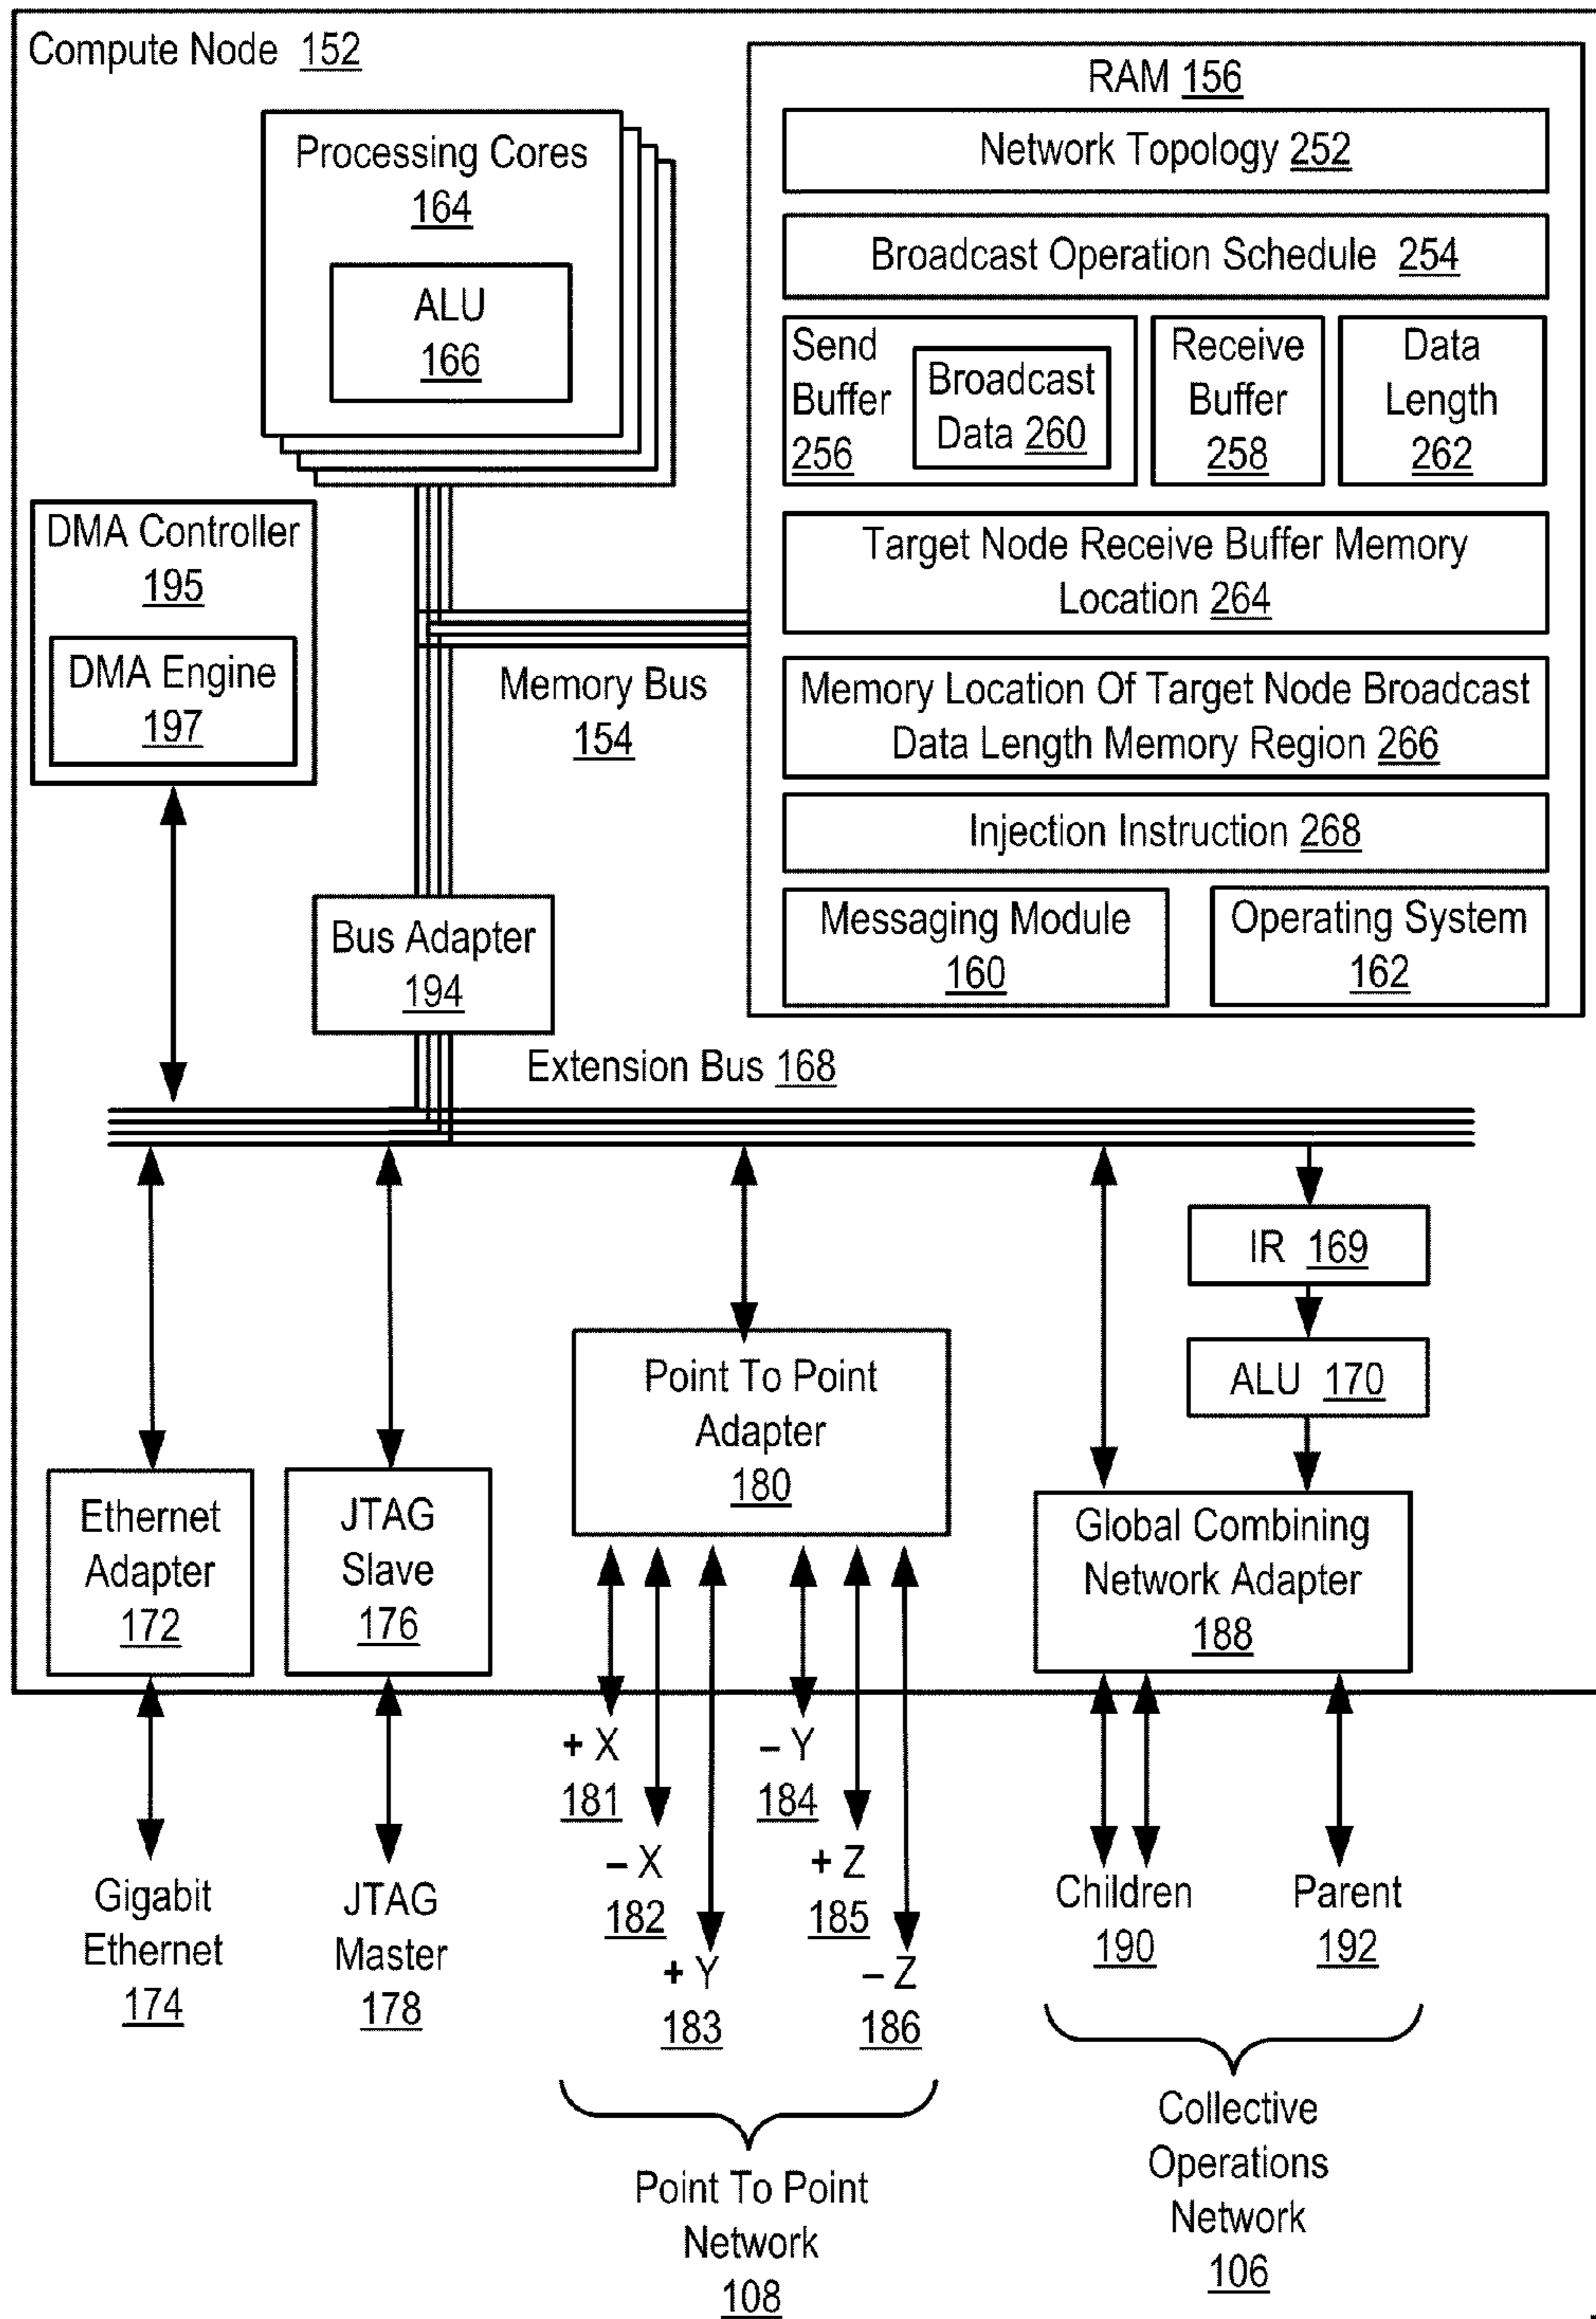 Compute Node 152
RAM 156
Network Topology 252
Broadcast Operation Schedule 254
Send
Buffer
256
Broadcast
Data 260
Receive
Buffer
258
Data
Length
262
Target Node Receive Buffer Memory
Location 264
Memory Location Of Target Node Broadcast
Data Length Memory Region 266
Injection Instruction 268
Messaging Module
160
Operating System
162
Processing Cores
164
ALU
166
DMA Controller
195
DMA Engine
197
Memory Bus
154
Bus Adapter
194
Extension Bus 168
IR 169
ALU 170
Point To Point
Adapter
180
Ethernet
Adapter
172
JTAG
Slave
176
Global Combining
Network Adapter
188
+ X
181
– X
182
+ Y
183
– Y
184
+ Z
185
– Z
186
Gigabit
Ethernet
174
JTAG
Master
178
Children
190
Parent
192
Point To Point
Network
108
Collective
Operations
Network
106